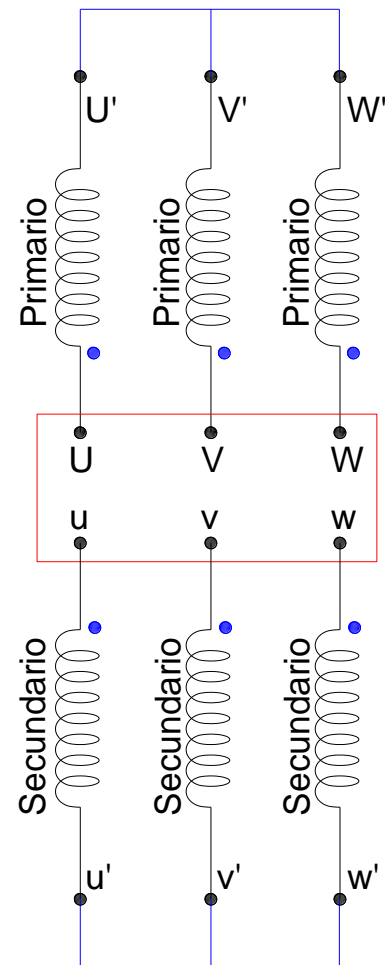 U' V' W'
Primario Primario Primario
U V W
u v w
Secundario Secundario Secundario
u' v' w'